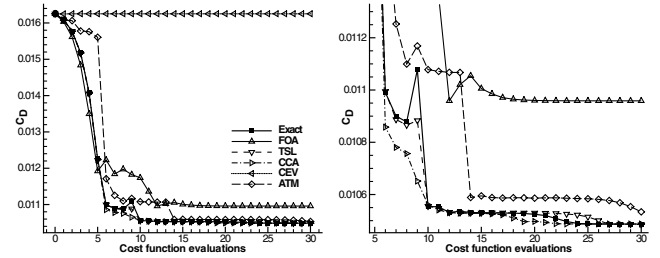 0.016
0.015
0.014
0.013
0.012
0.011
C_D
Exact
FOA
TSL
CCA
CEV
ATM
0 5 10 15 20 25 30
Cost function evaluations
0.0112
0.011
0.0108
0.0106
C_D
5 10 15 20 25 30
Cost function evaluations